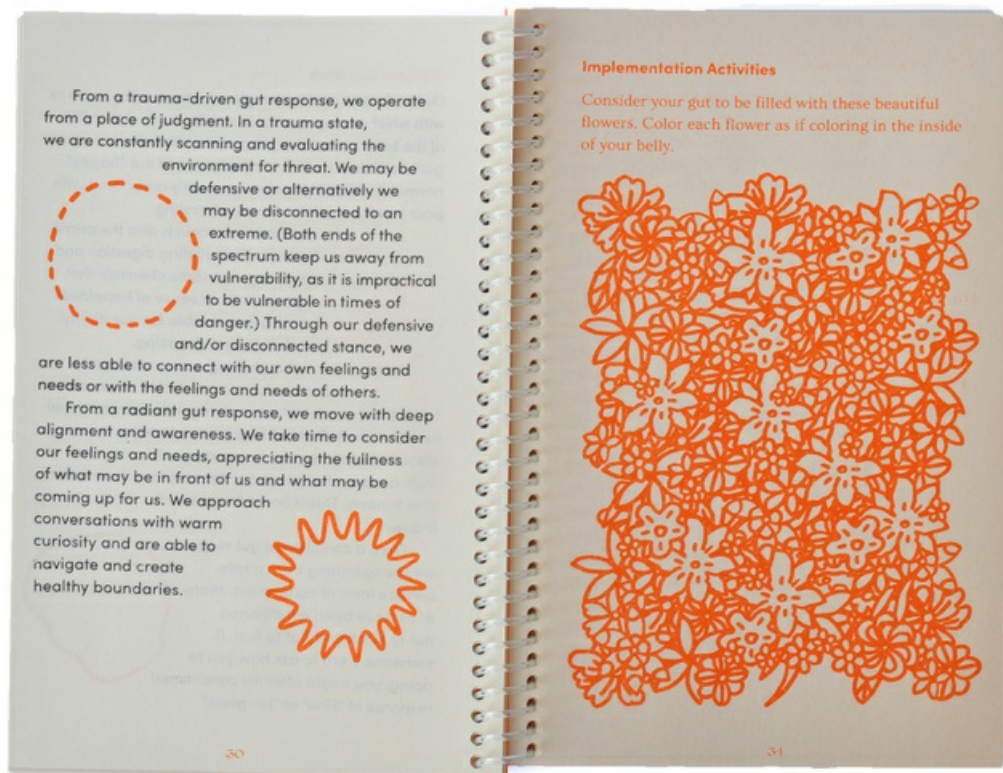 From a trauma-driven gut response, we operate
from a place of judgment. In a trauma state,
we are constantly scanning and evaluating the
environment for threat. We may be
defensive or alternatively we
may be disconnected to an
extreme. (Both ends of the
spectrum keep us away from
vulnerability, as it is impractical
to be vulnerable in times of
danger.) Through our defensive
and/or disconnected stance, we
are less able to connect with our own feelings and
needs or with the feelings and needs of others.
From a radiant gut response, we move with deep
alignment and awareness. We take time to consider
our feelings and needs, appreciating the fullness
of what may be in front of us and what may be
coming up for us. We approach
conversations with warm
curiosity and are able to
navigate and create
healthy boundaries.
30
Implementation Activities
Consider your gut to be filled with these beautiful
flowers. Color each flower as if coloring in the inside
of your belly.
31